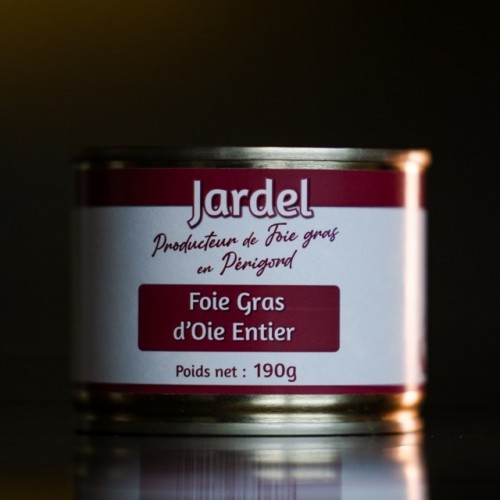 Jardel
Producteur de Foie gras
en Périgord
Foie Gras
d'Oie Entier
Poids net : 190g